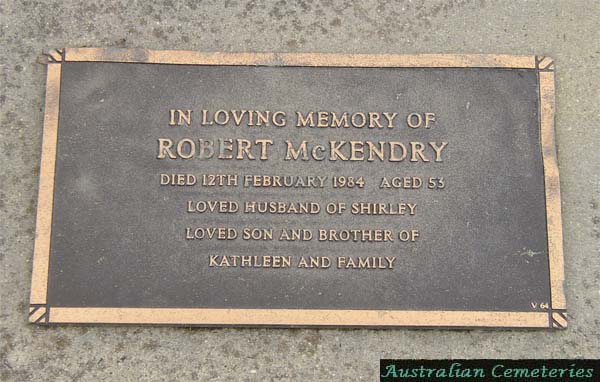 IN LOVING MEMORY OF
ROBERT McKENDRY
DIED 12TH FEBRUARY 1984 AGED 53
LOVED HUSBAND OF SHIRLEY
LOVED SON AND BROTHER OF
KATHLEEN AND FAMILY
V 64
Australian Cemeteries